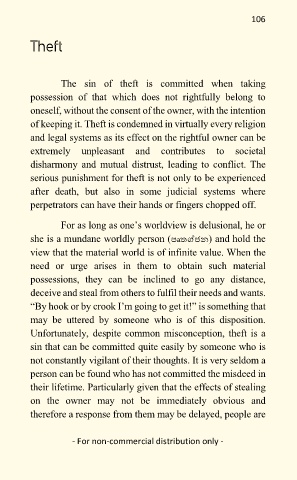 106
Theft
The sin of theft is committed when taking
possession of that which does not rightfully belong to
oneself, without the consent of the owner, with the intention
of keeping it. Theft is condemned in virtually every religion
and legal systems as its effect on the rightful owner can be
extremely unpleasant and contributes to societal
disharmony and mutual distrust, leading to conflict. The
serious punishment for theft is not only to be experienced
after death, but also in some judicial systems where
perpetrators can have their hands or fingers chopped off.
For as long as one’s worldview is delusional, he or
she is a mundane worldly person () and hold the
view that the material world is of infinite value. When the
need or urge arises in them to obtain such material
possessions, they can be inclined to go any distance,
deceive and steal from others to fulfil their needs and wants.
“By hook or by crook I’m going to get it!” is something that
may be uttered by someone who is of this disposition.
Unfortunately, despite common misconception, theft is a
sin that can be committed quite easily by someone who is
not constantly vigilant of their thoughts. It is very seldom a
person can be found who has not committed the misdeed in
their lifetime. Particularly given that the effects of stealing
on the owner may not be immediately obvious and
therefore a response from them may be delayed, people are
- For non-commercial distribution only -